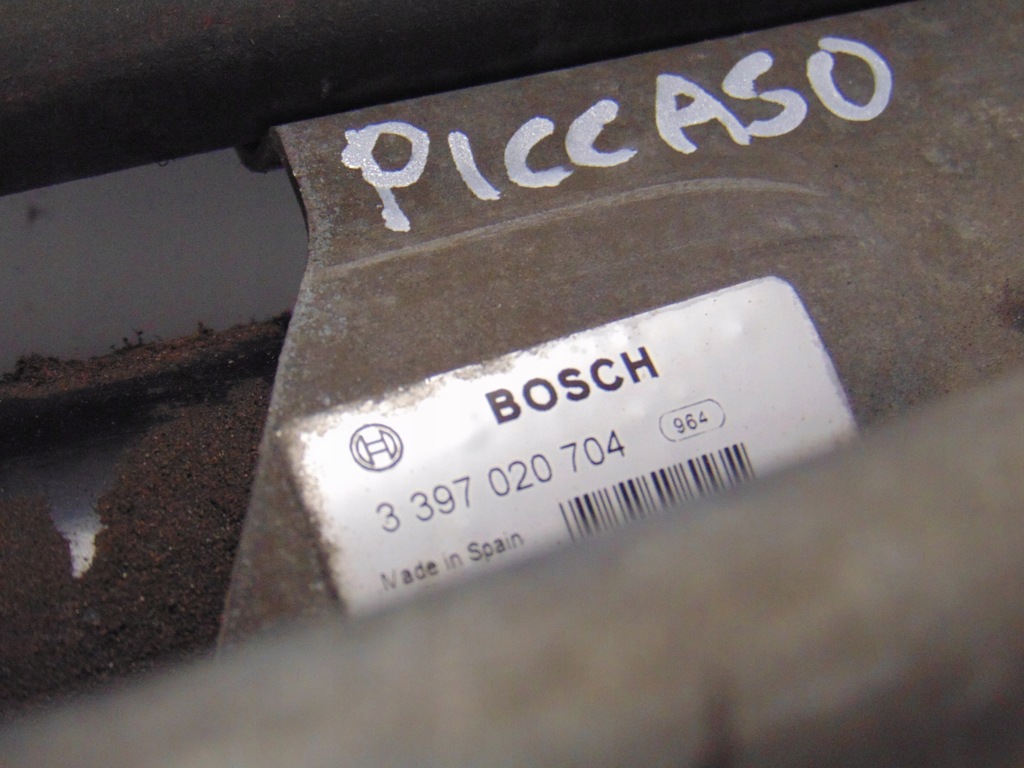 PICCASO
BOSCH
3 397 020 704 964
Made in Spain